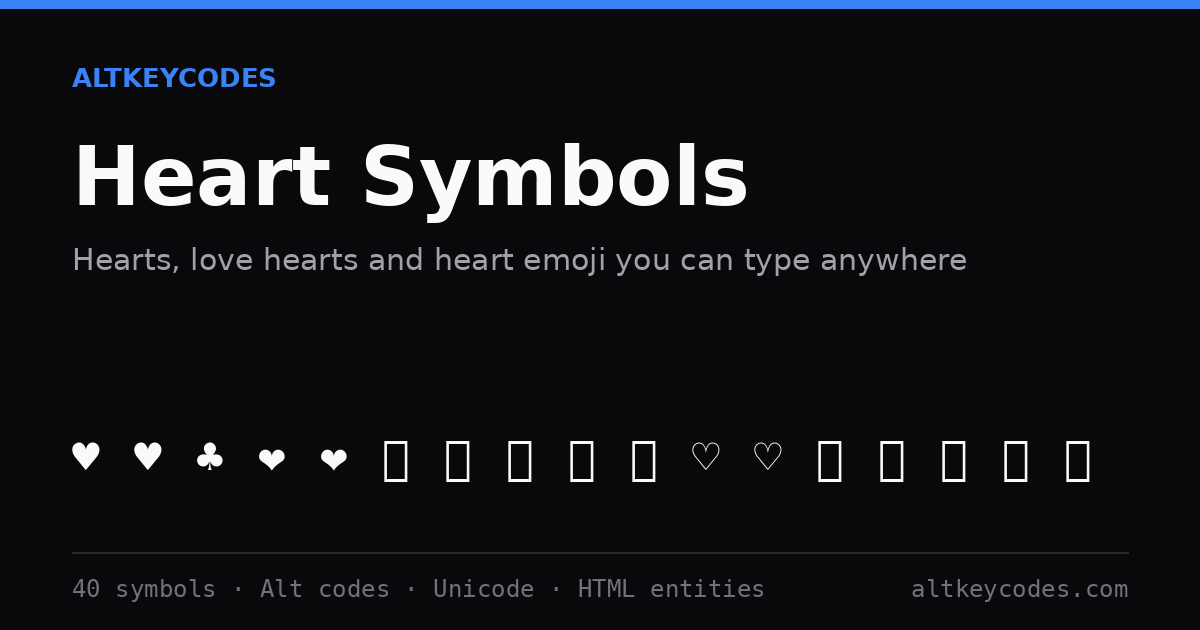 ALTKEYCODES
Heart Symbols
Hearts, love hearts and heart emoji you can type anywhere
♥ ♥ ♣ ❤ ❤ ▯ ▯ ▯ ▯ ▯ ♡ ♡ ▯ ▯ ▯ ▯ ▯
40 symbols · Alt codes · Unicode · HTML entities altkeycodes.com